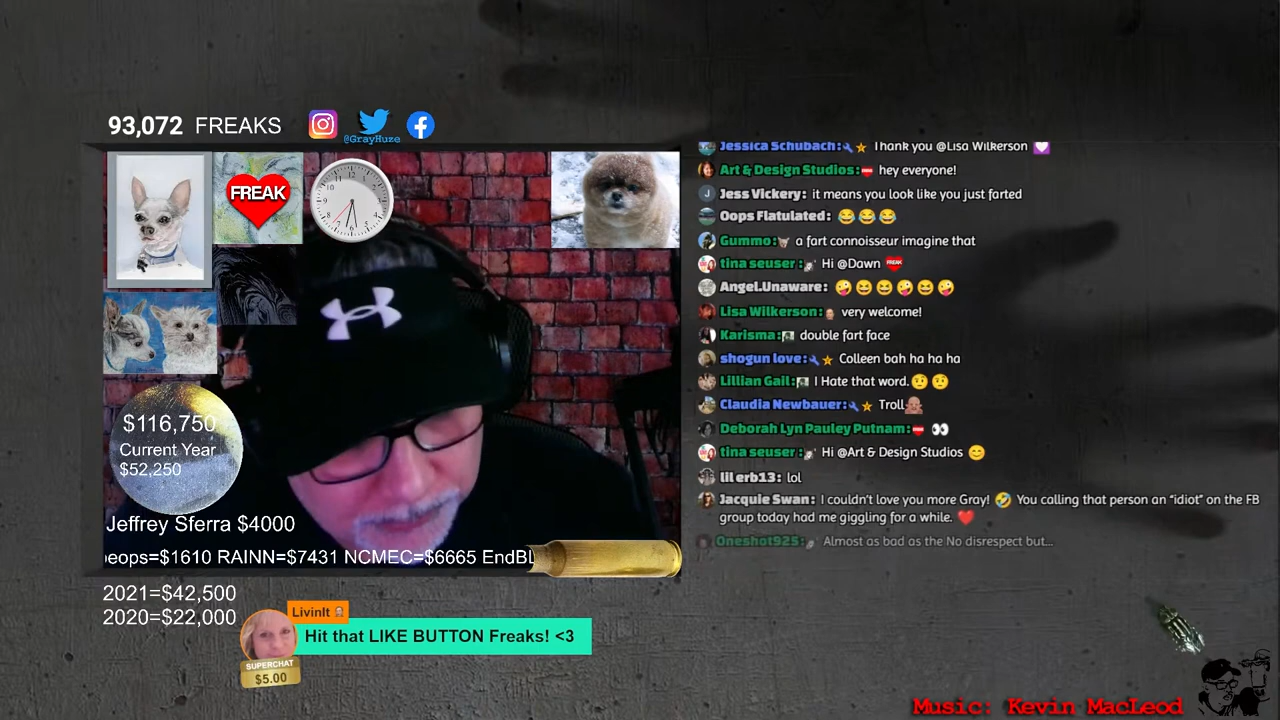 93,072 FREAKS
@GrayHuze
FREAK
$116,750
Current Year
$52,250
Jeffrey Sferra $4000
eops=$1610 RAINN=$7431 NCMEC=$6665 EndBL
2021=$42,500
2020=$22,000
LivinIt
Hit that LIKE BUTTON Freaks! <3
SUPERCHAT
$5.00
Jessica Schubach: Thank you @Lisa Wilkerson
Art & Design Studios: hey everyone!
J Jess Vickery: it means you look like you just farted
Oops Flatulated: 😂😂😂
Gummo: a fart connoisseur imagine that
tina seuser: Hi @Dawn FREAK
Angel.Unaware: 🤪😆😆🤪😆🤪
Lisa Wilkerson: very welcome!
Karisma: double fart face
shogun love: Colleen bah ha ha ha
Lillian Gail: I Hate that word.🤨🤨
Claudia Newbauer: Troll
Deborah Lyn Pauley Putnam: 👀
tina seuser: Hi @Art & Design Studios 😊
lil erb13: lol
Jacquie Swan: I couldn't love you more Gray! 🤣 You calling that person an "idiot" on the FB
group today had me giggling for a while. ❤️
Oneshot925: Almost as bad as the No disrespect but...
Music: Kevin MacLeod